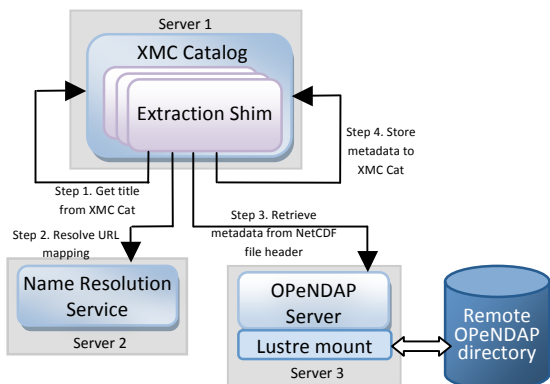 Server 1
XMC Catalog
Extraction Shim
Step 1. Get title
from XMC Cat
Step 4. Store
metadata to
XMC Cat
Step 2. Resolve URL
mapping
Step 3. Retrieve
metadata from NetCDF
file header
Name Resolution
Service
Server 2
OPeNDAP
Server
Lustre mount
Server 3
Remote
OPeNDAP
directory